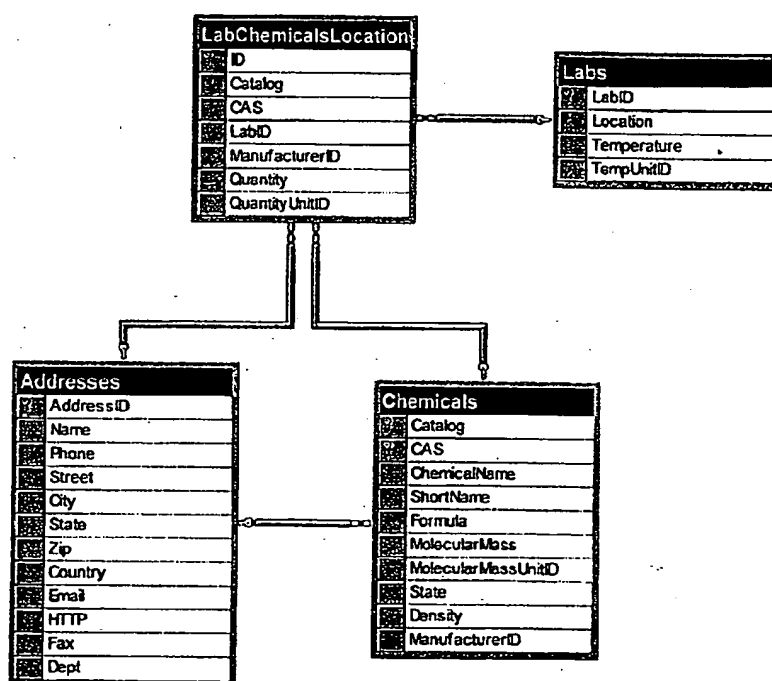 LabChemicalsLocation
ID
Catalog
CAS
LabID
ManufacturerID
Quantity
QuantityUnitID
Labs
LabID
Location
Temperature
TempUnitID
Addresses
AddressID
Name
Phone
Street
City
State
Zip
Country
Email
HTTP
Fax
Dept
Chemicals
Catalog
CAS
ChemicalName
ShortName
Formula
MolecularMass
MolecularMassUnitID
State
Density
ManufacturerID